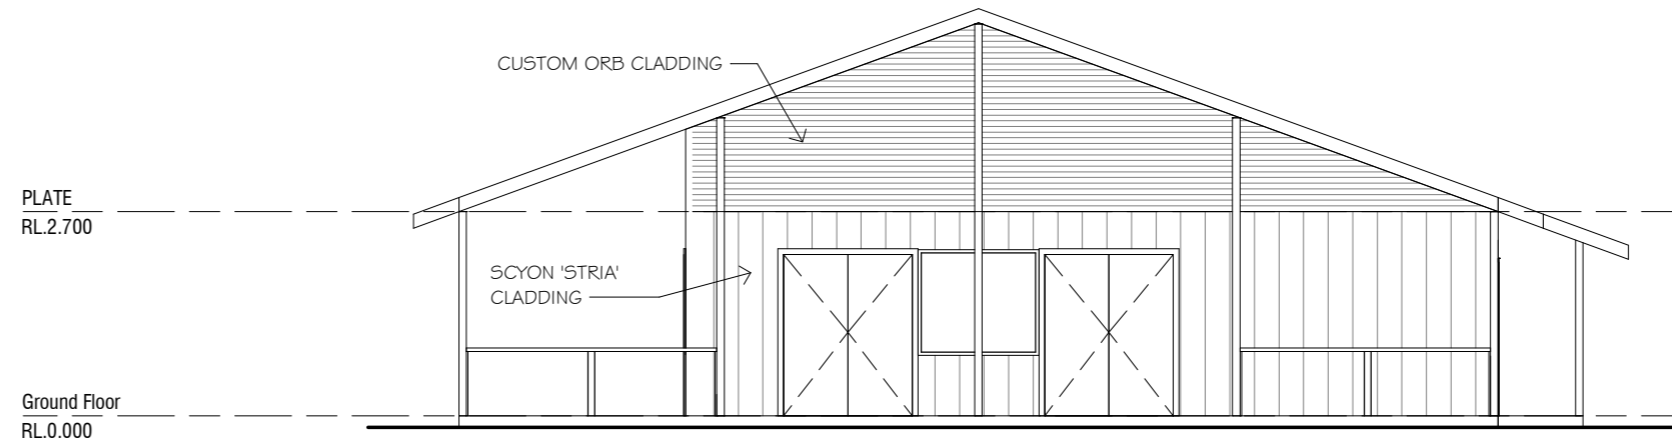 CUSTOM ORB CLADDING
PLATE
RL.2.700
SCYON 'STRIA'
CLADDING
Ground Floor
RL.0.000